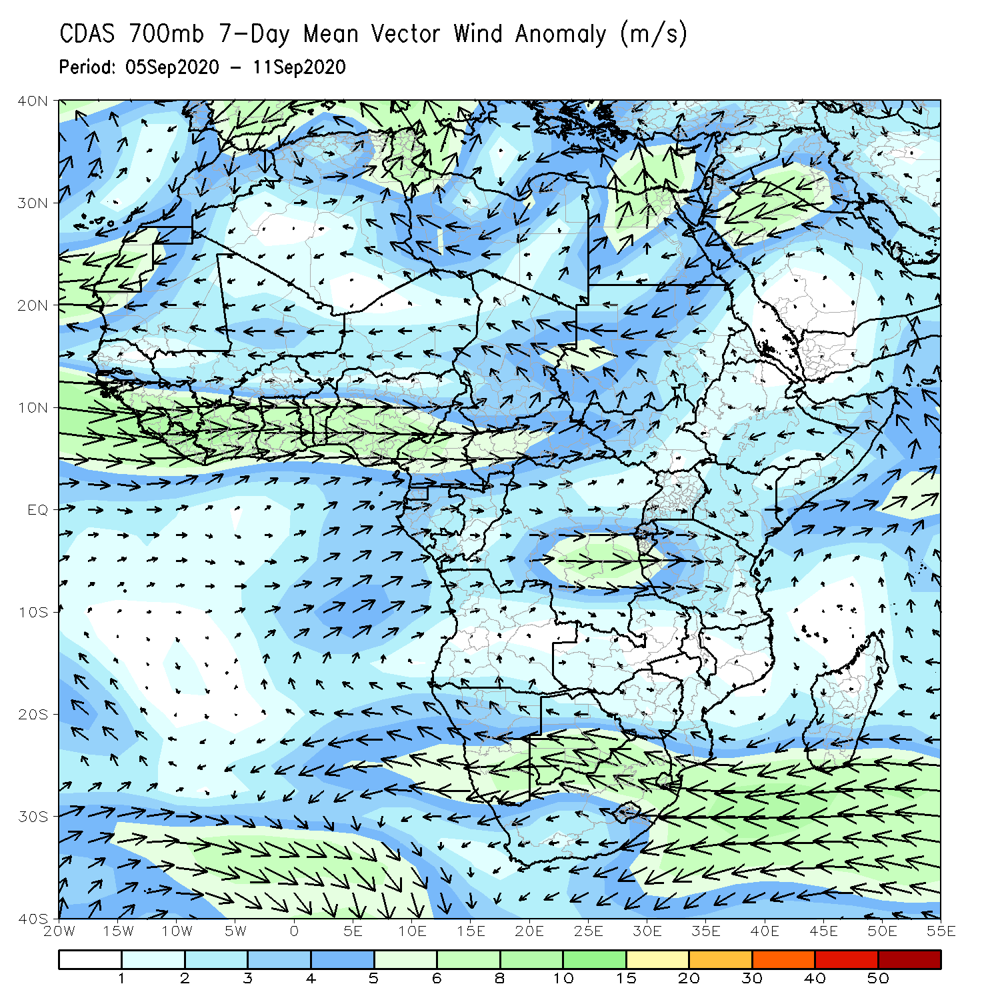 CDAS 700mb 7-Day Mean Vector Wind Anomaly (m/s)
Period: 05Sep2020 - 11Sep2020
40N
30N
20N
10N
EQ
10S
20S
30S
40S
20W 15W 10W 5W 0 5E 10E 15E 20E 25E 30E 35E 40E 45E 50E 55E
1 2 3 4 5 6 8 10 15 20 30 40 50